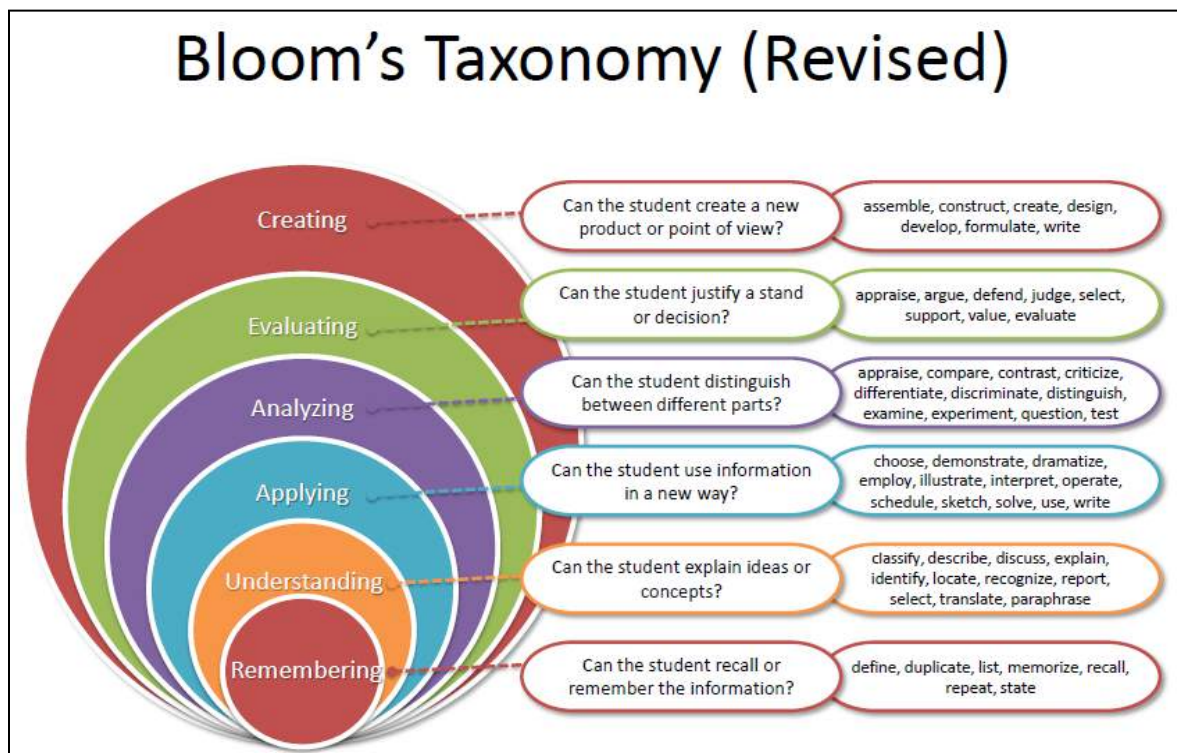 Bloom’s Taxonomy (Revised)
Creating
Can the student create a new
product or point of view?
assemble, construct, create, design,
develop, formulate, write
Evaluating
Can the student justify a stand
or decision?
appraise, argue, defend, judge, select,
support, value, evaluate
Analyzing
Can the student distinguish
between different parts?
appraise, compare, contrast, criticize,
differentiate, discriminate, distinguish,
examine, experiment, question, test
Applying
Can the student use information
in a new way?
choose, demonstrate, dramatize,
employ, illustrate, interpret, operate,
schedule, sketch, solve, use, write
Understanding
Can the student explain ideas or
concepts?
classify, describe, discuss, explain,
identify, locate, recognize, report,
select, translate, paraphrase
Remembering
Can the student recall or
remember the information?
define, duplicate, list, memorize, recall,
repeat, state